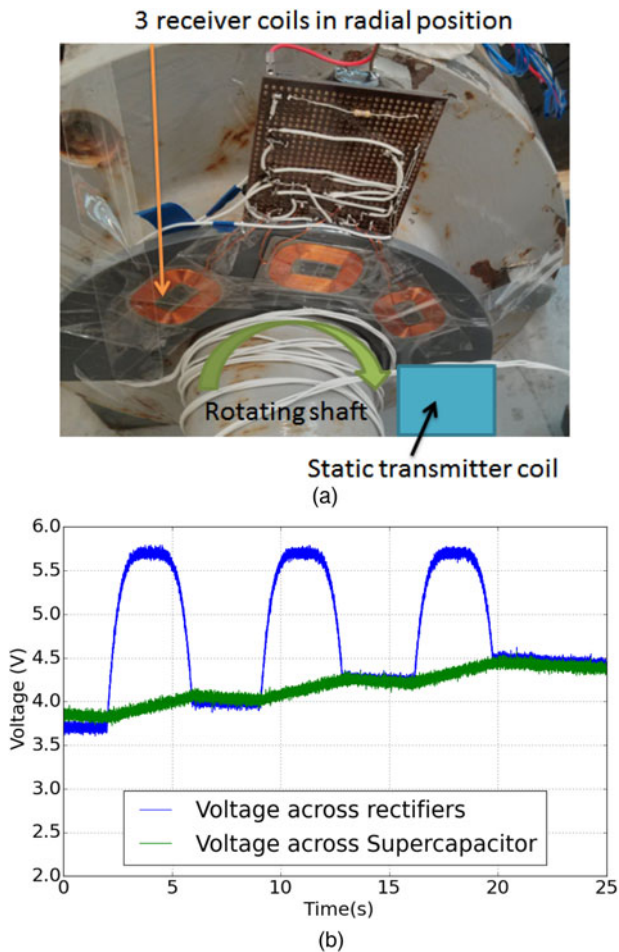 3 receiver coils in radial position
Rotating shaft
Static transmitter coil
(a)
6.0
5.5
5.0
4.5
4.0
3.5
3.0
2.5
2.0
Voltage (V)
Voltage across rectifiers
Voltage across Supercapacitor
0 5 10 15 20 25
Time(s)
(b)